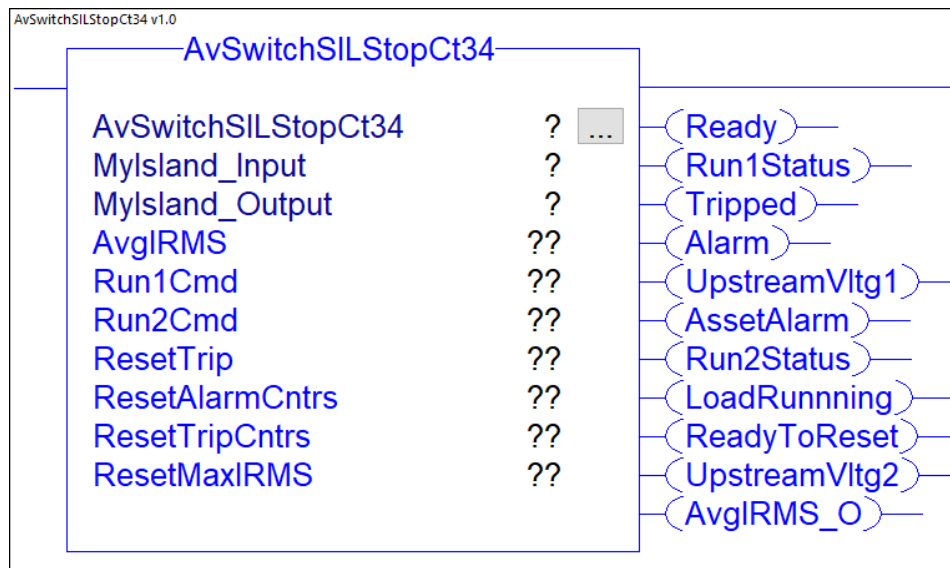 AvSwitchSILStopCt34 v1.0
AvSwitchSILStopCt34
AvSwitchSILStopCt34 ? ... Ready
MyIsland_Input ? Run1Status
MyIsland_Output ? Tripped
AvgIRMS ?? Alarm
Run1Cmd ?? UpstreamVltg1
Run2Cmd ?? AssetAlarm
ResetTrip ?? Run2Status
ResetAlarmCntrs ?? LoadRunnning
ResetTripCntrs ?? ReadyToReset
ResetMaxIRMS ?? UpstreamVltg2
AvgIRMS_O